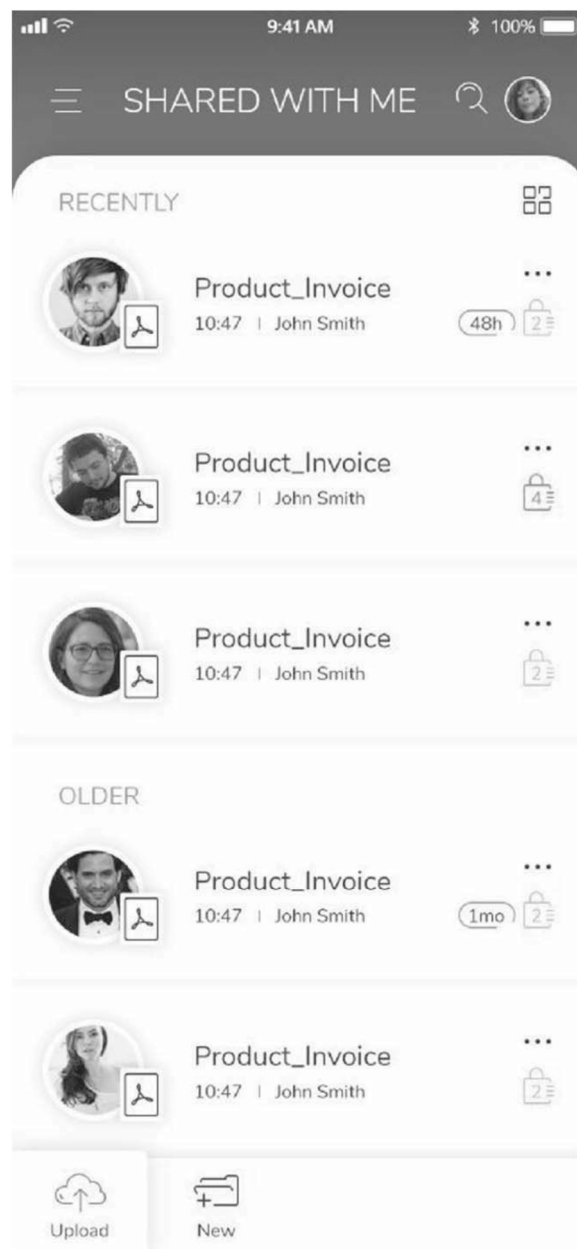 9:41 AM 100%
SHARED WITH ME
RECENTLY
Product_Invoice
10:47 | John Smith 48h 2
Product_Invoice
10:47 | John Smith 4
Product_Invoice
10:47 | John Smith 2
OLDER
Product_Invoice
10:47 | John Smith 1mo 2
Product_Invoice
10:47 | John Smith 2
Upload New